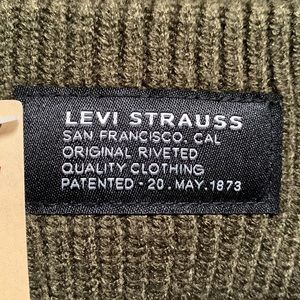 LEVI STRAUSS
SAN FRANCISCO, CAL
ORIGINAL RIVETED
QUALITY CLOTHING
PATENTED - 20. MAY. 1873